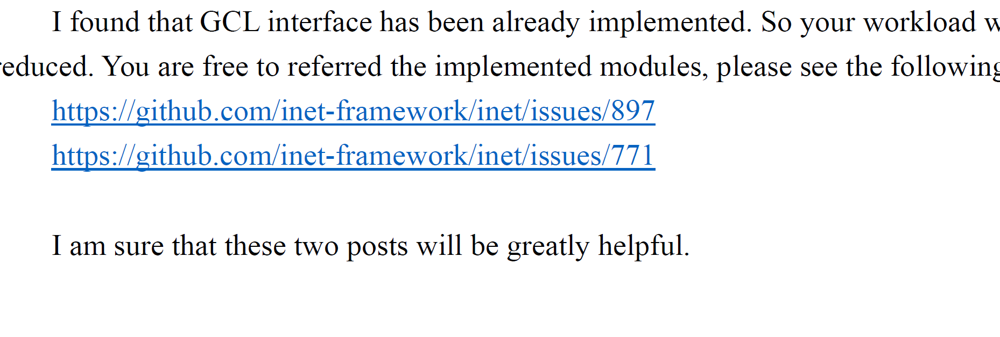 I found that GCL interface has been already implemented. So your workload
reduced. You are free to referred the implemented modules, please see the following
https://github.com/inet-framework/inet/issues/897
https://github.com/inet-framework/inet/issues/771
I am sure that these two posts will be greatly helpful.